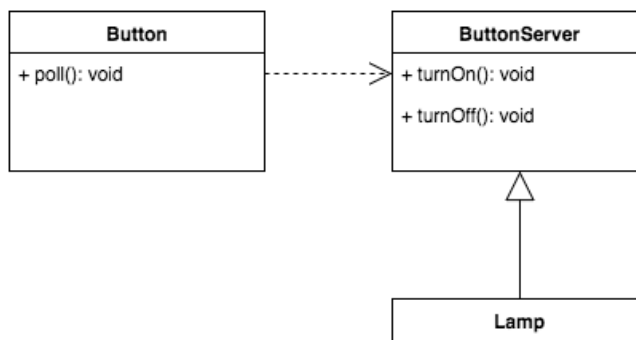 Button
+ poll(): void
ButtonServer
+ turnOn(): void
+ turnOff(): void
Lamp